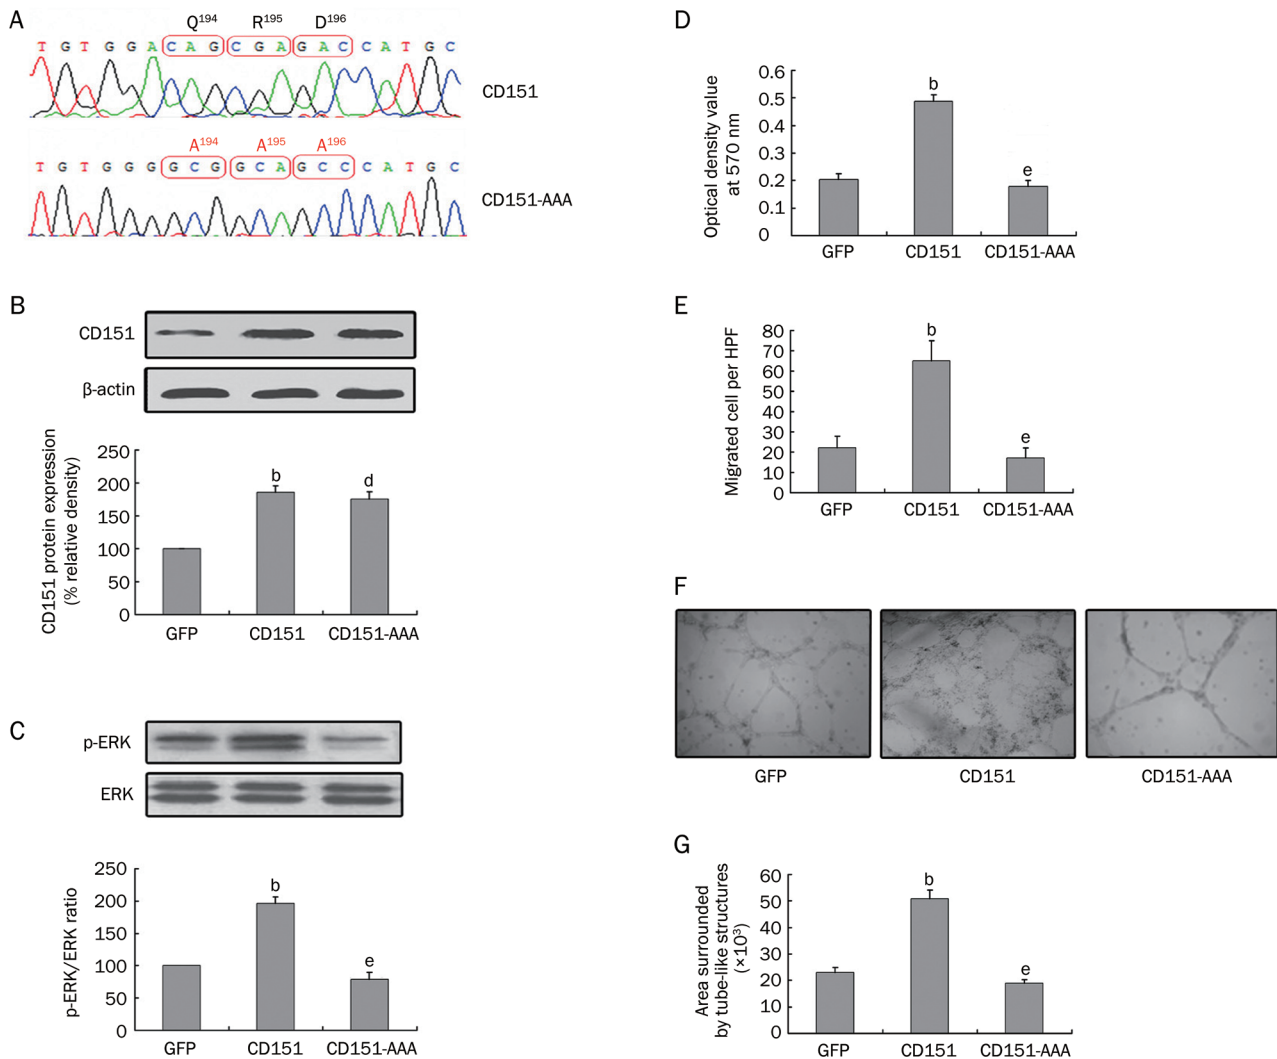 A
Q¹⁹⁴ R¹⁹⁵ D¹⁹⁶
T G T G G A C A G C G A G A C C A T G C
CD151
A¹⁹⁴ A¹⁹⁵ A¹⁹⁶
T G T G G G G C G G C A G C C C A T G C
CD151-AAA
B
CD151
β-actin
CD151 protein expression
(% relative density)
250
200
150
100
50
0
b
d
GFP CD151 CD151-AAA
C
p-ERK
ERK
p-ERK/ERK ratio
250
200
150
100
50
0
b
e
GFP CD151 CD151-AAA
D
Optical density value
at 570 nm
0.6
0.5
0.4
0.3
0.2
0.1
0
b
e
GFP CD151 CD151-AAA
E
Migrated cell per HPF
80
70
60
50
40
30
20
10
0
b
e
GFP CD151 CD151-AAA
F
GFP CD151 CD151-AAA
G
Area surrounded
by tube-like structures
(×10³)
60
50
40
30
20
10
0
b
e
GFP CD151 CD151-AAA